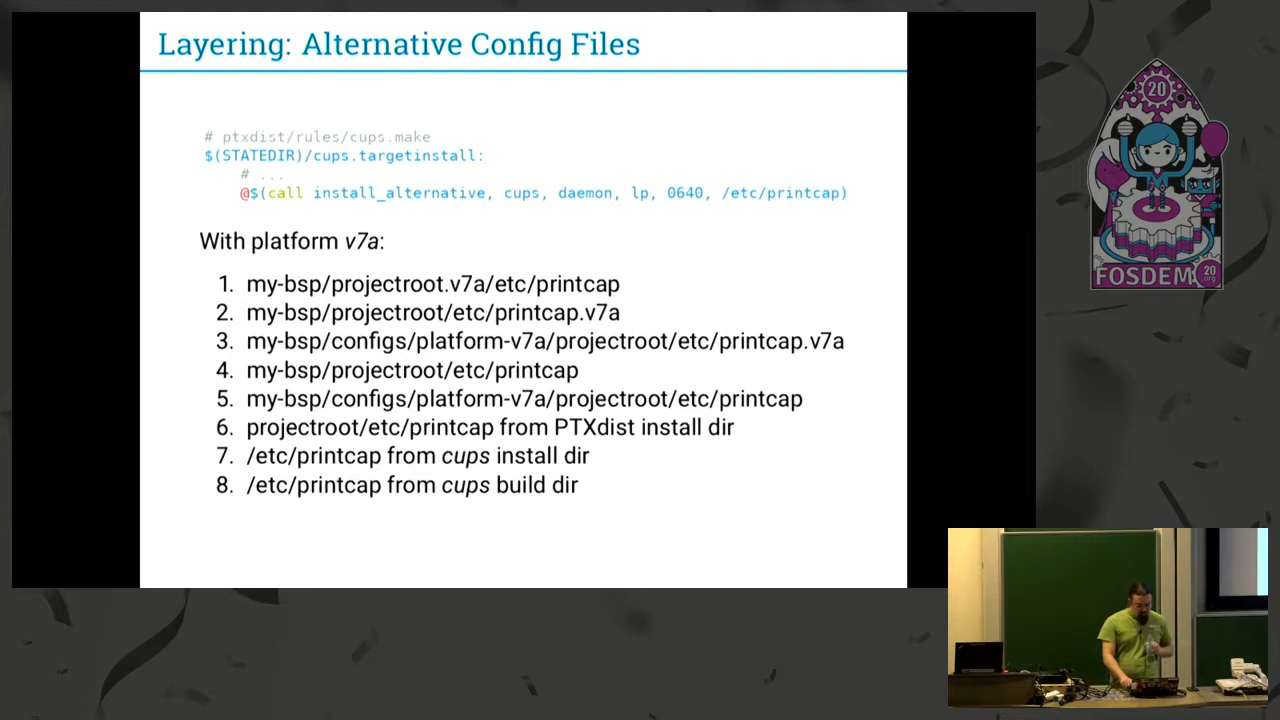 Layering: Alternative Config Files
# ptxdist/rules/cups.make
$(STATEDIR)/cups.targetinstall:
# ...
@$(call install_alternative, cups, daemon, lp, 0640, /etc/printcap)
With platform v7a:
1. my-bsp/projectroot.v7a/etc/printcap
2. my-bsp/projectroot/etc/printcap.v7a
3. my-bsp/configs/platform-v7a/projectroot/etc/printcap.v7a
4. my-bsp/projectroot/etc/printcap
5. my-bsp/configs/platform-v7a/projectroot/etc/printcap
6. projectroot/etc/printcap from PTXdist install dir
7. /etc/printcap from cups install dir
8. /etc/printcap from cups build dir
20
FOSDEM
20
.org